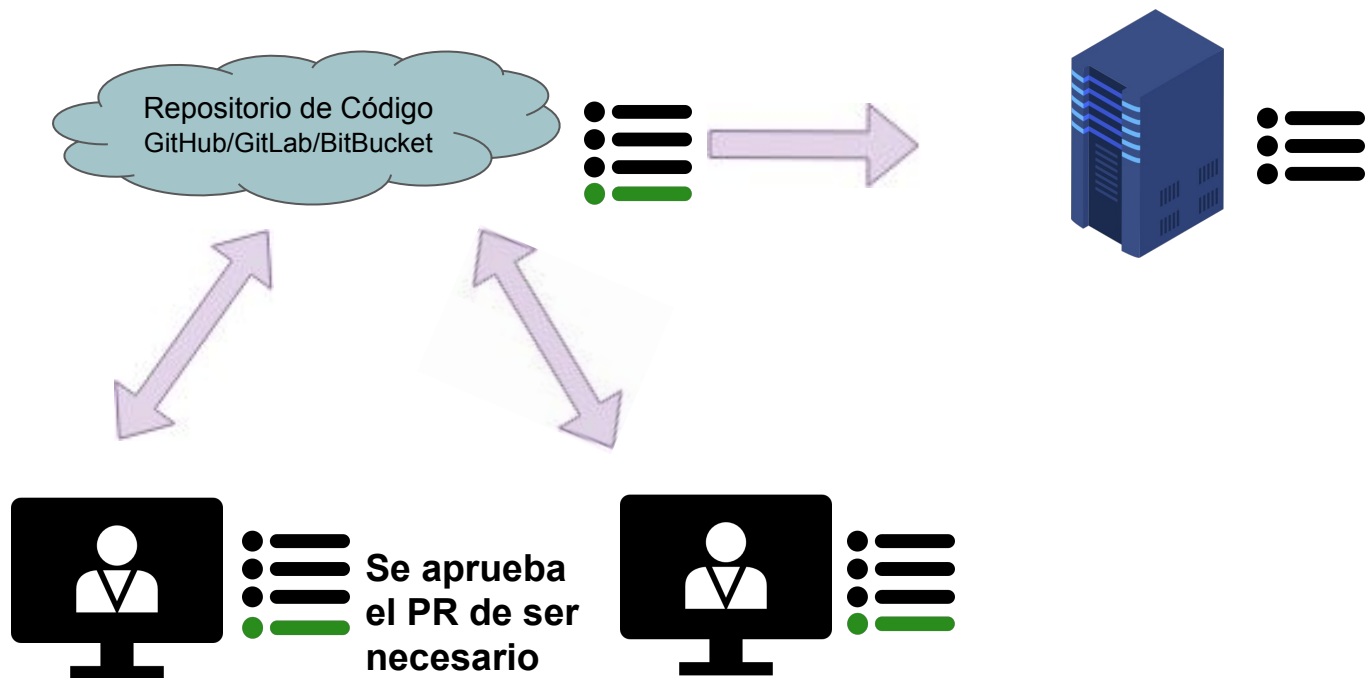 Repositorio de Código
GitHub/GitLab/BitBucket
Se aprueba
el PR de ser
necesario